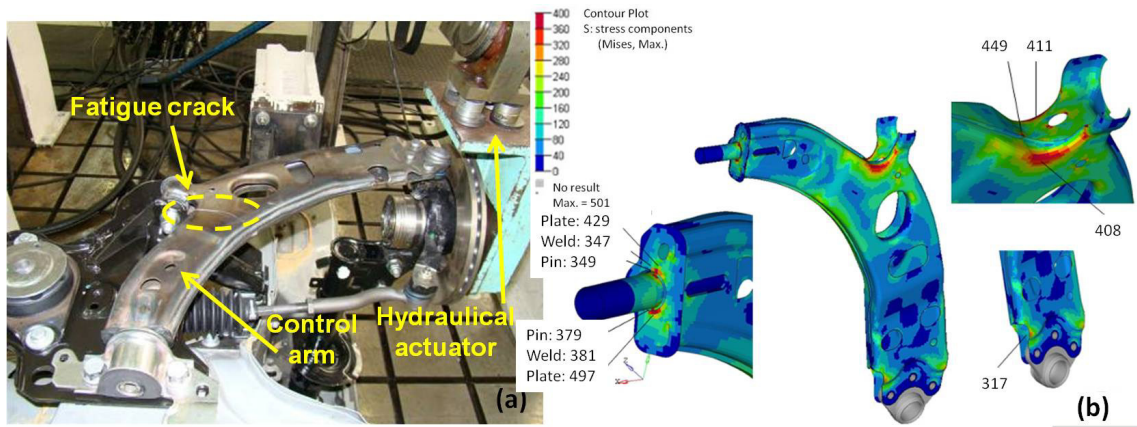 Fatigue crack
Control
arm
Hydraulical
actuator
(a)
400
360
320
280
240
200
160
120
80
40
0
Contour Plot
S: stress components
(Mises, Max.)
No result
Max. = 501
Plate: 429
Weld: 347
Pin: 349
Pin: 379
Weld: 381
Plate: 497
Z
X
449
411
408
317
(b)